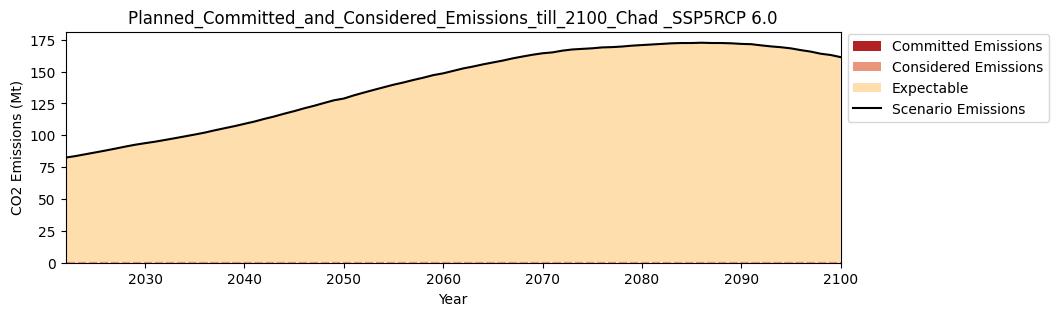 Planned_Committed_and_Considered_Emissions_till_2100_Chad _SSP5RCP 6.0
175
150
125
100
75
50
25
0
CO2 Emissions (Mt)
2030 2040 2050 2060 2070 2080 2090 2100
Year
Committed Emissions
Considered Emissions
Expectable
Scenario Emissions